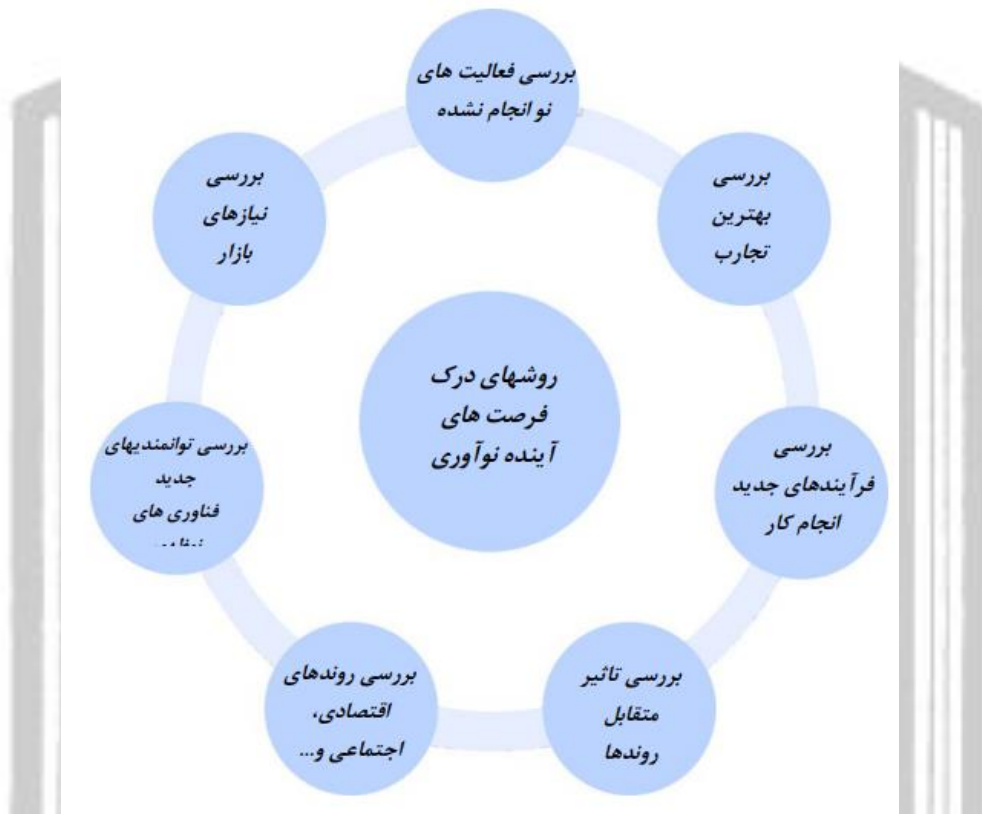 بررسی فعالیت های
نو انجام نشده
بررسی
بهترین
تجارب
بررسی
فرآیندهای جدید
انجام کار
بررسی تاثیر
متقابل
روندها
بررسی روندهای
اقتصادی،
اجتماعی و...
بررسی توانمندیهای
جدید
فناوری های
بررسی
نیازهای
بازار
روشهای درک
فرصت های
آینده نوآوری